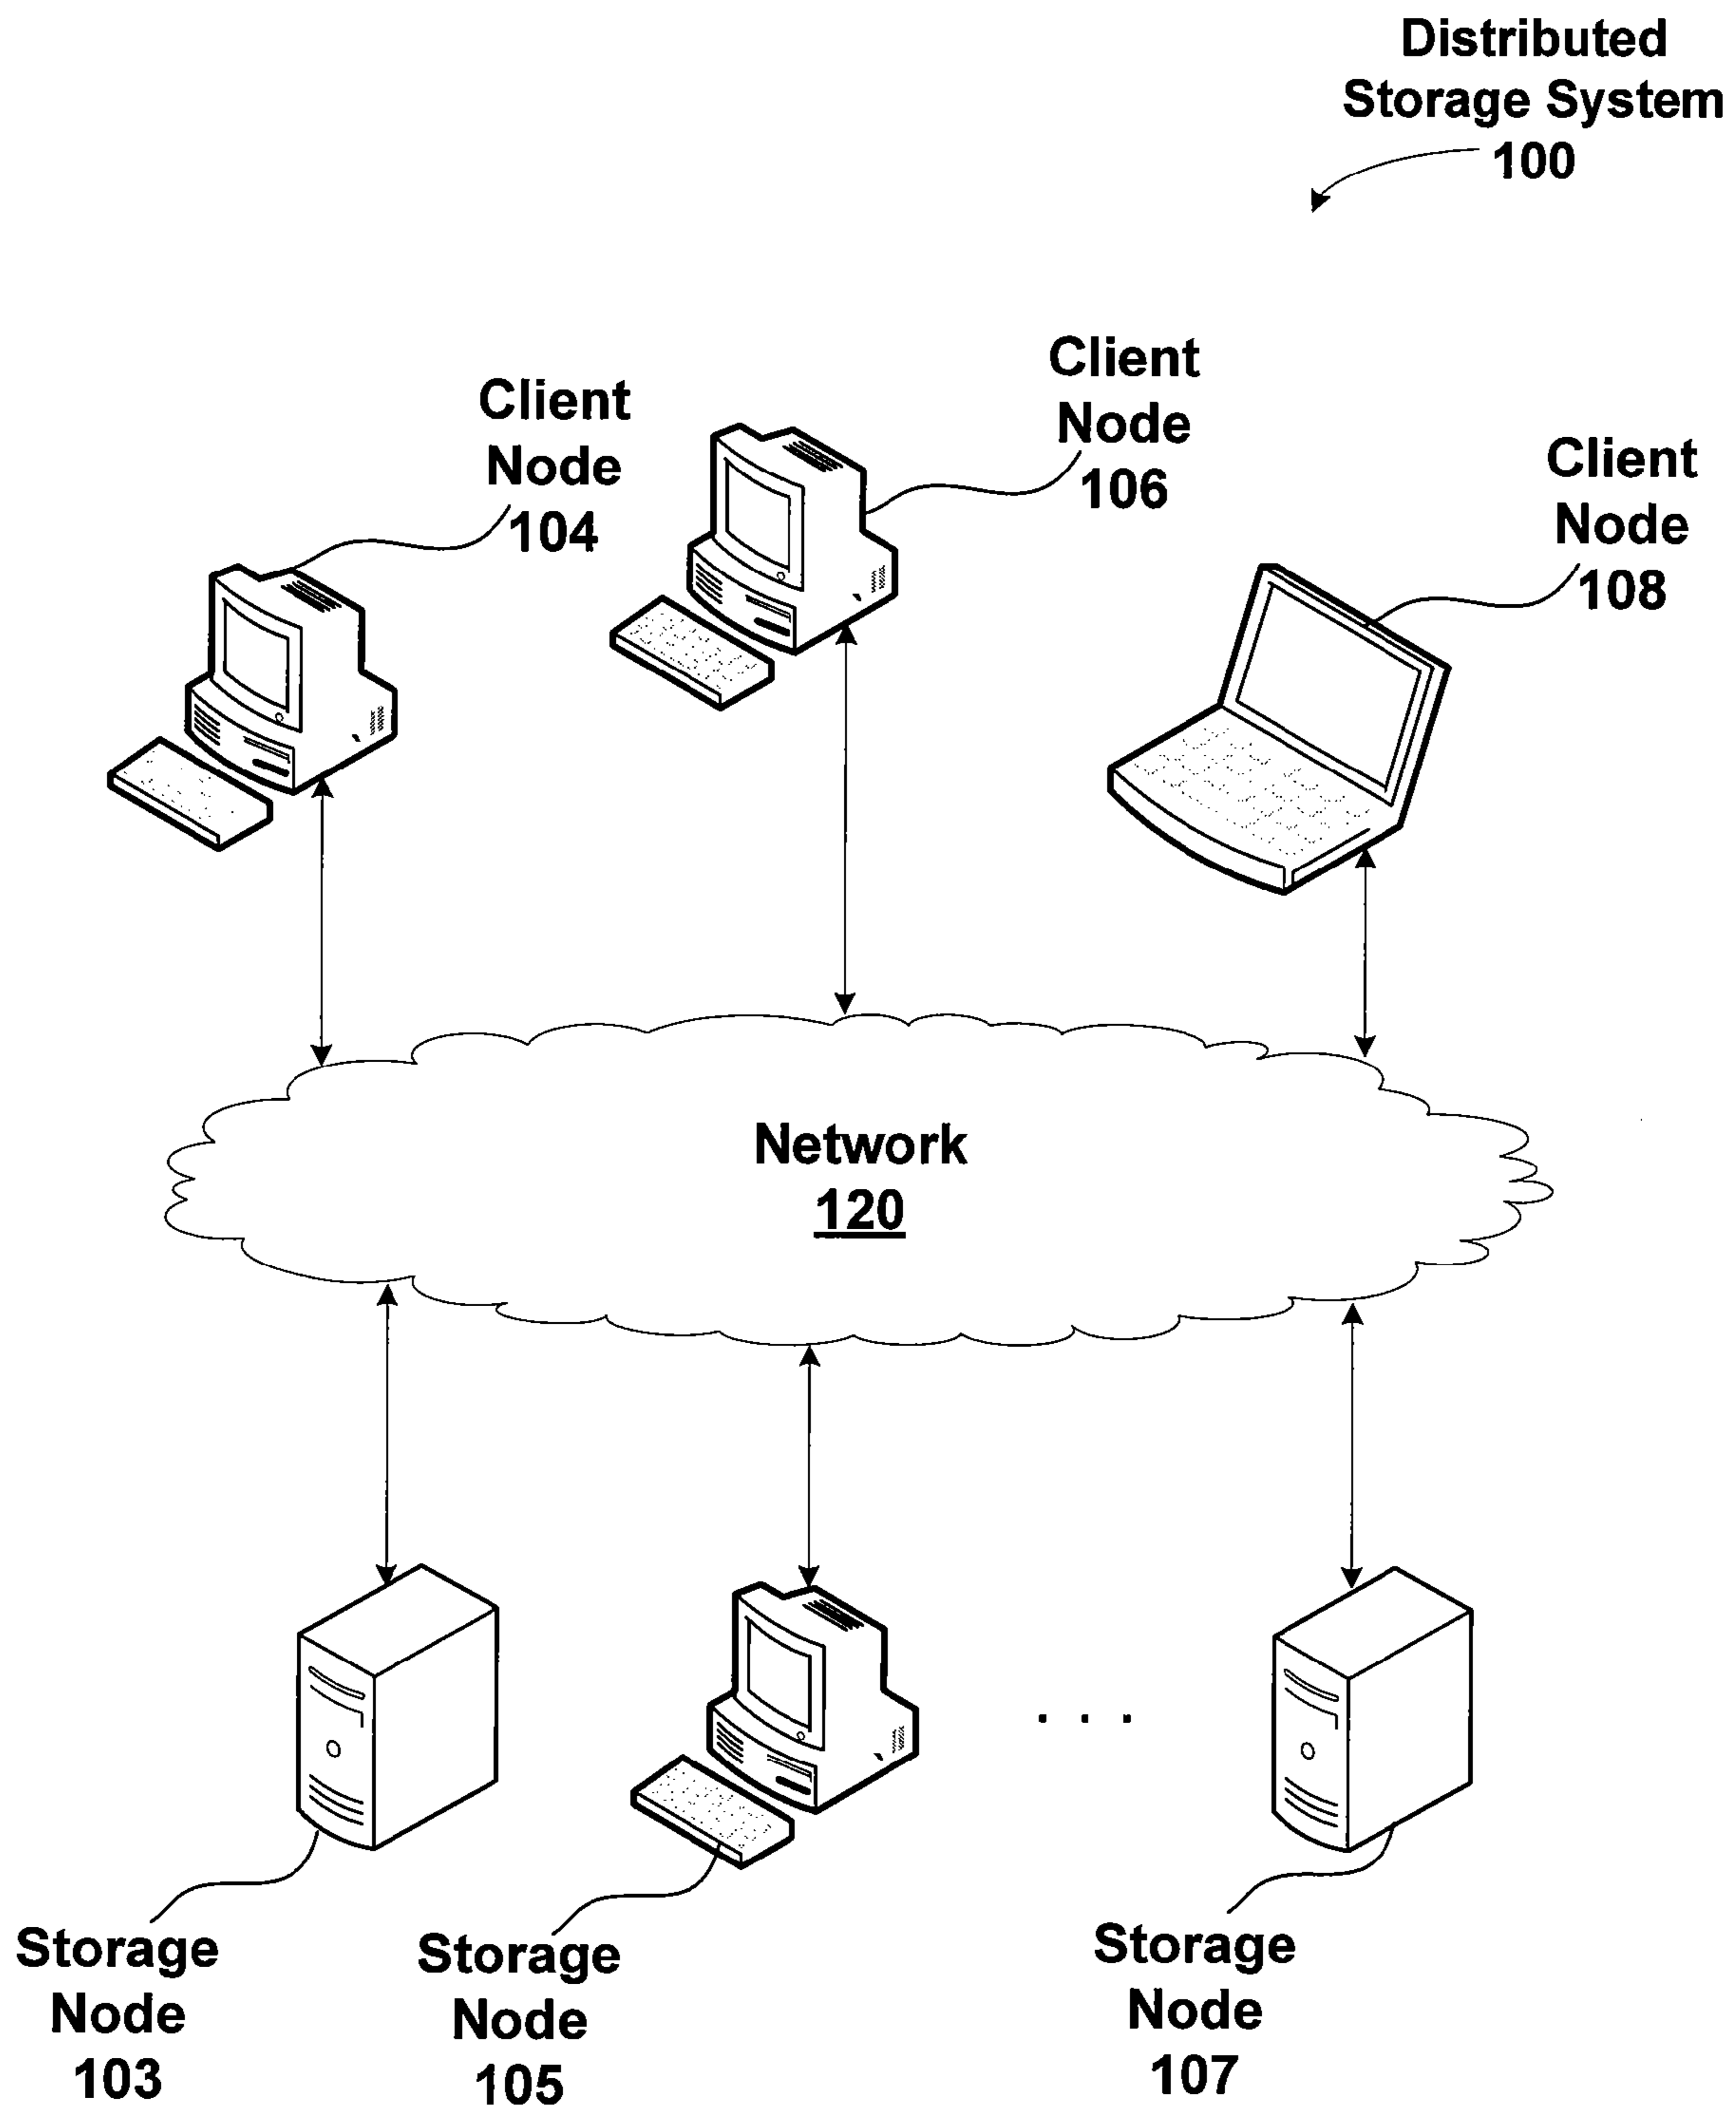 Distributed
Storage System
100
Client
Node
104
Client
Node
106
Client
Node
108
Network
120
Storage
Node
103
Storage
Node
105
. . .
Storage
Node
107